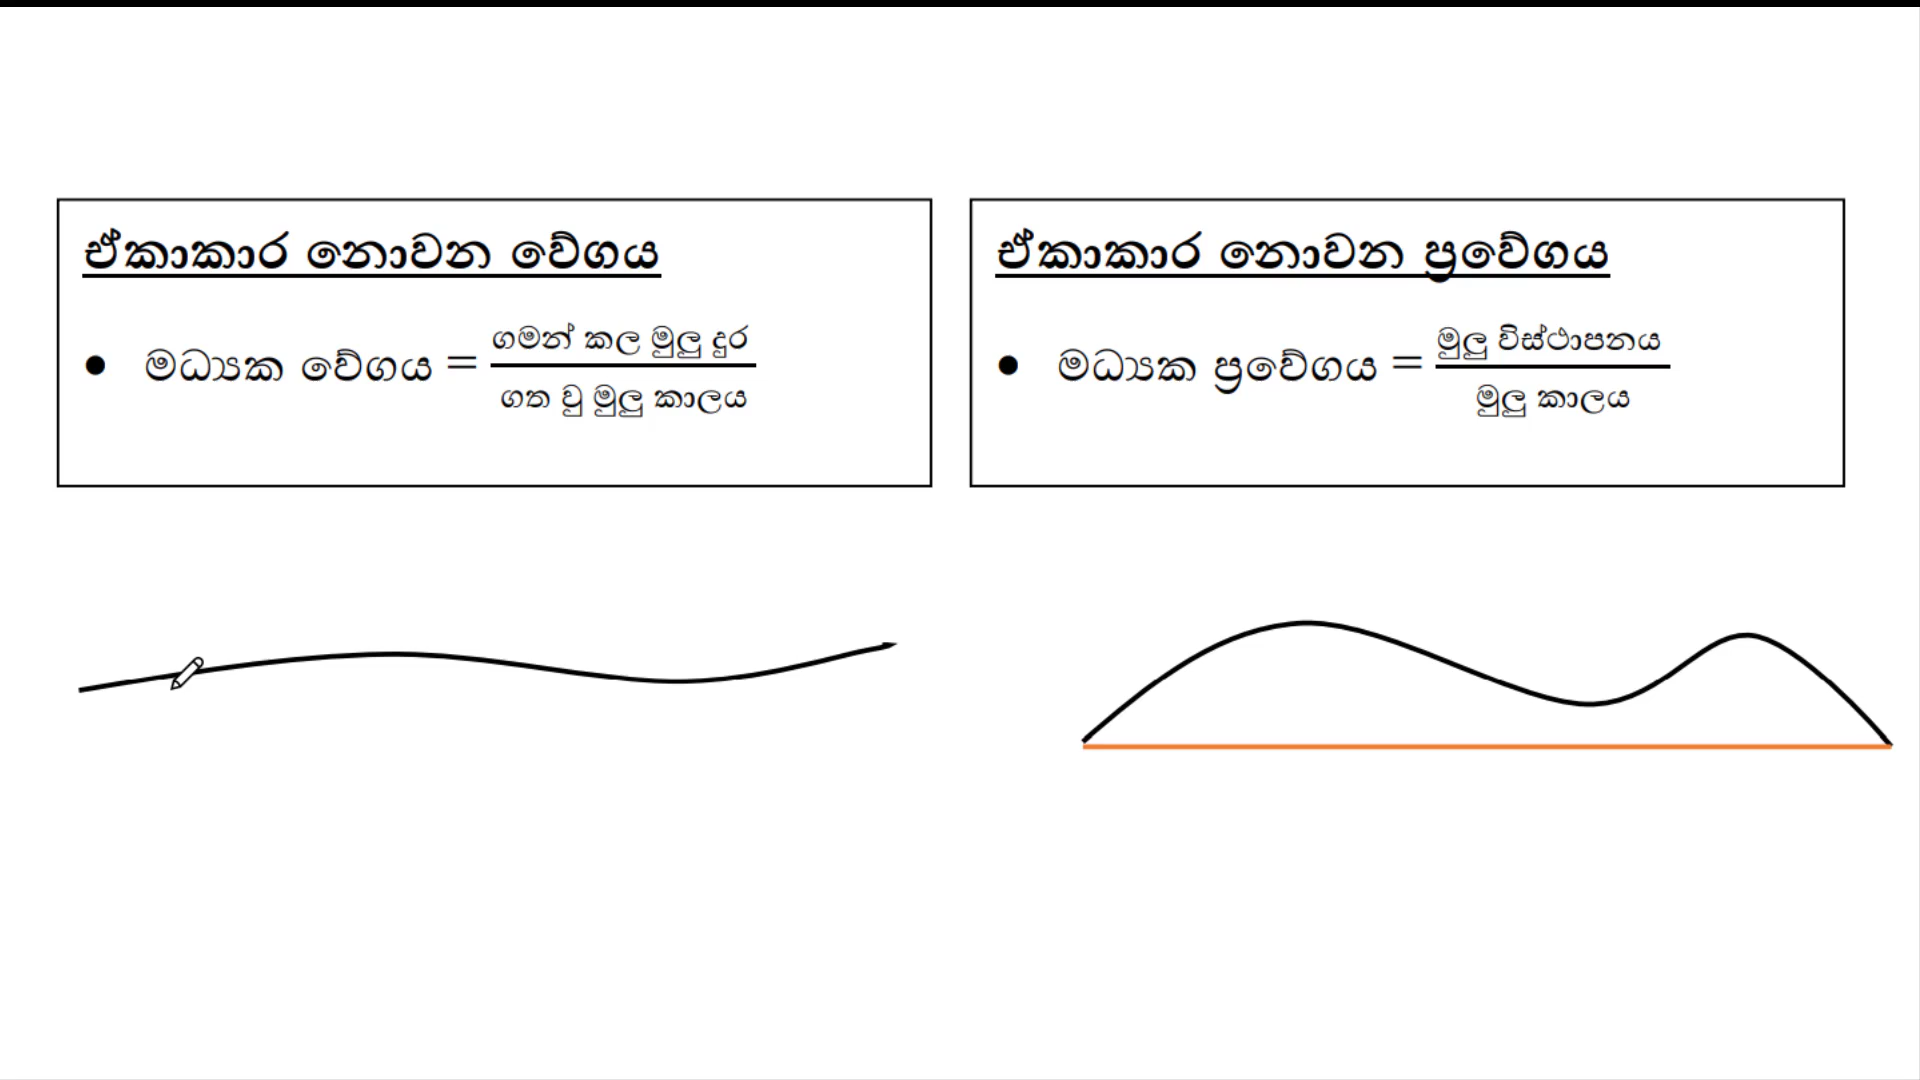 ඒකාකාර නොවන වේගය
● මධ්‍යක වේගය = ගමන් කල මුලු දුර
ගත වු මුලු කාලය
ඒකාකාර නොවන ප්‍රවේගය
● මධ්‍යක ප්‍රවේගය = මුලු විස්ථාපනය
මුලු කාලය